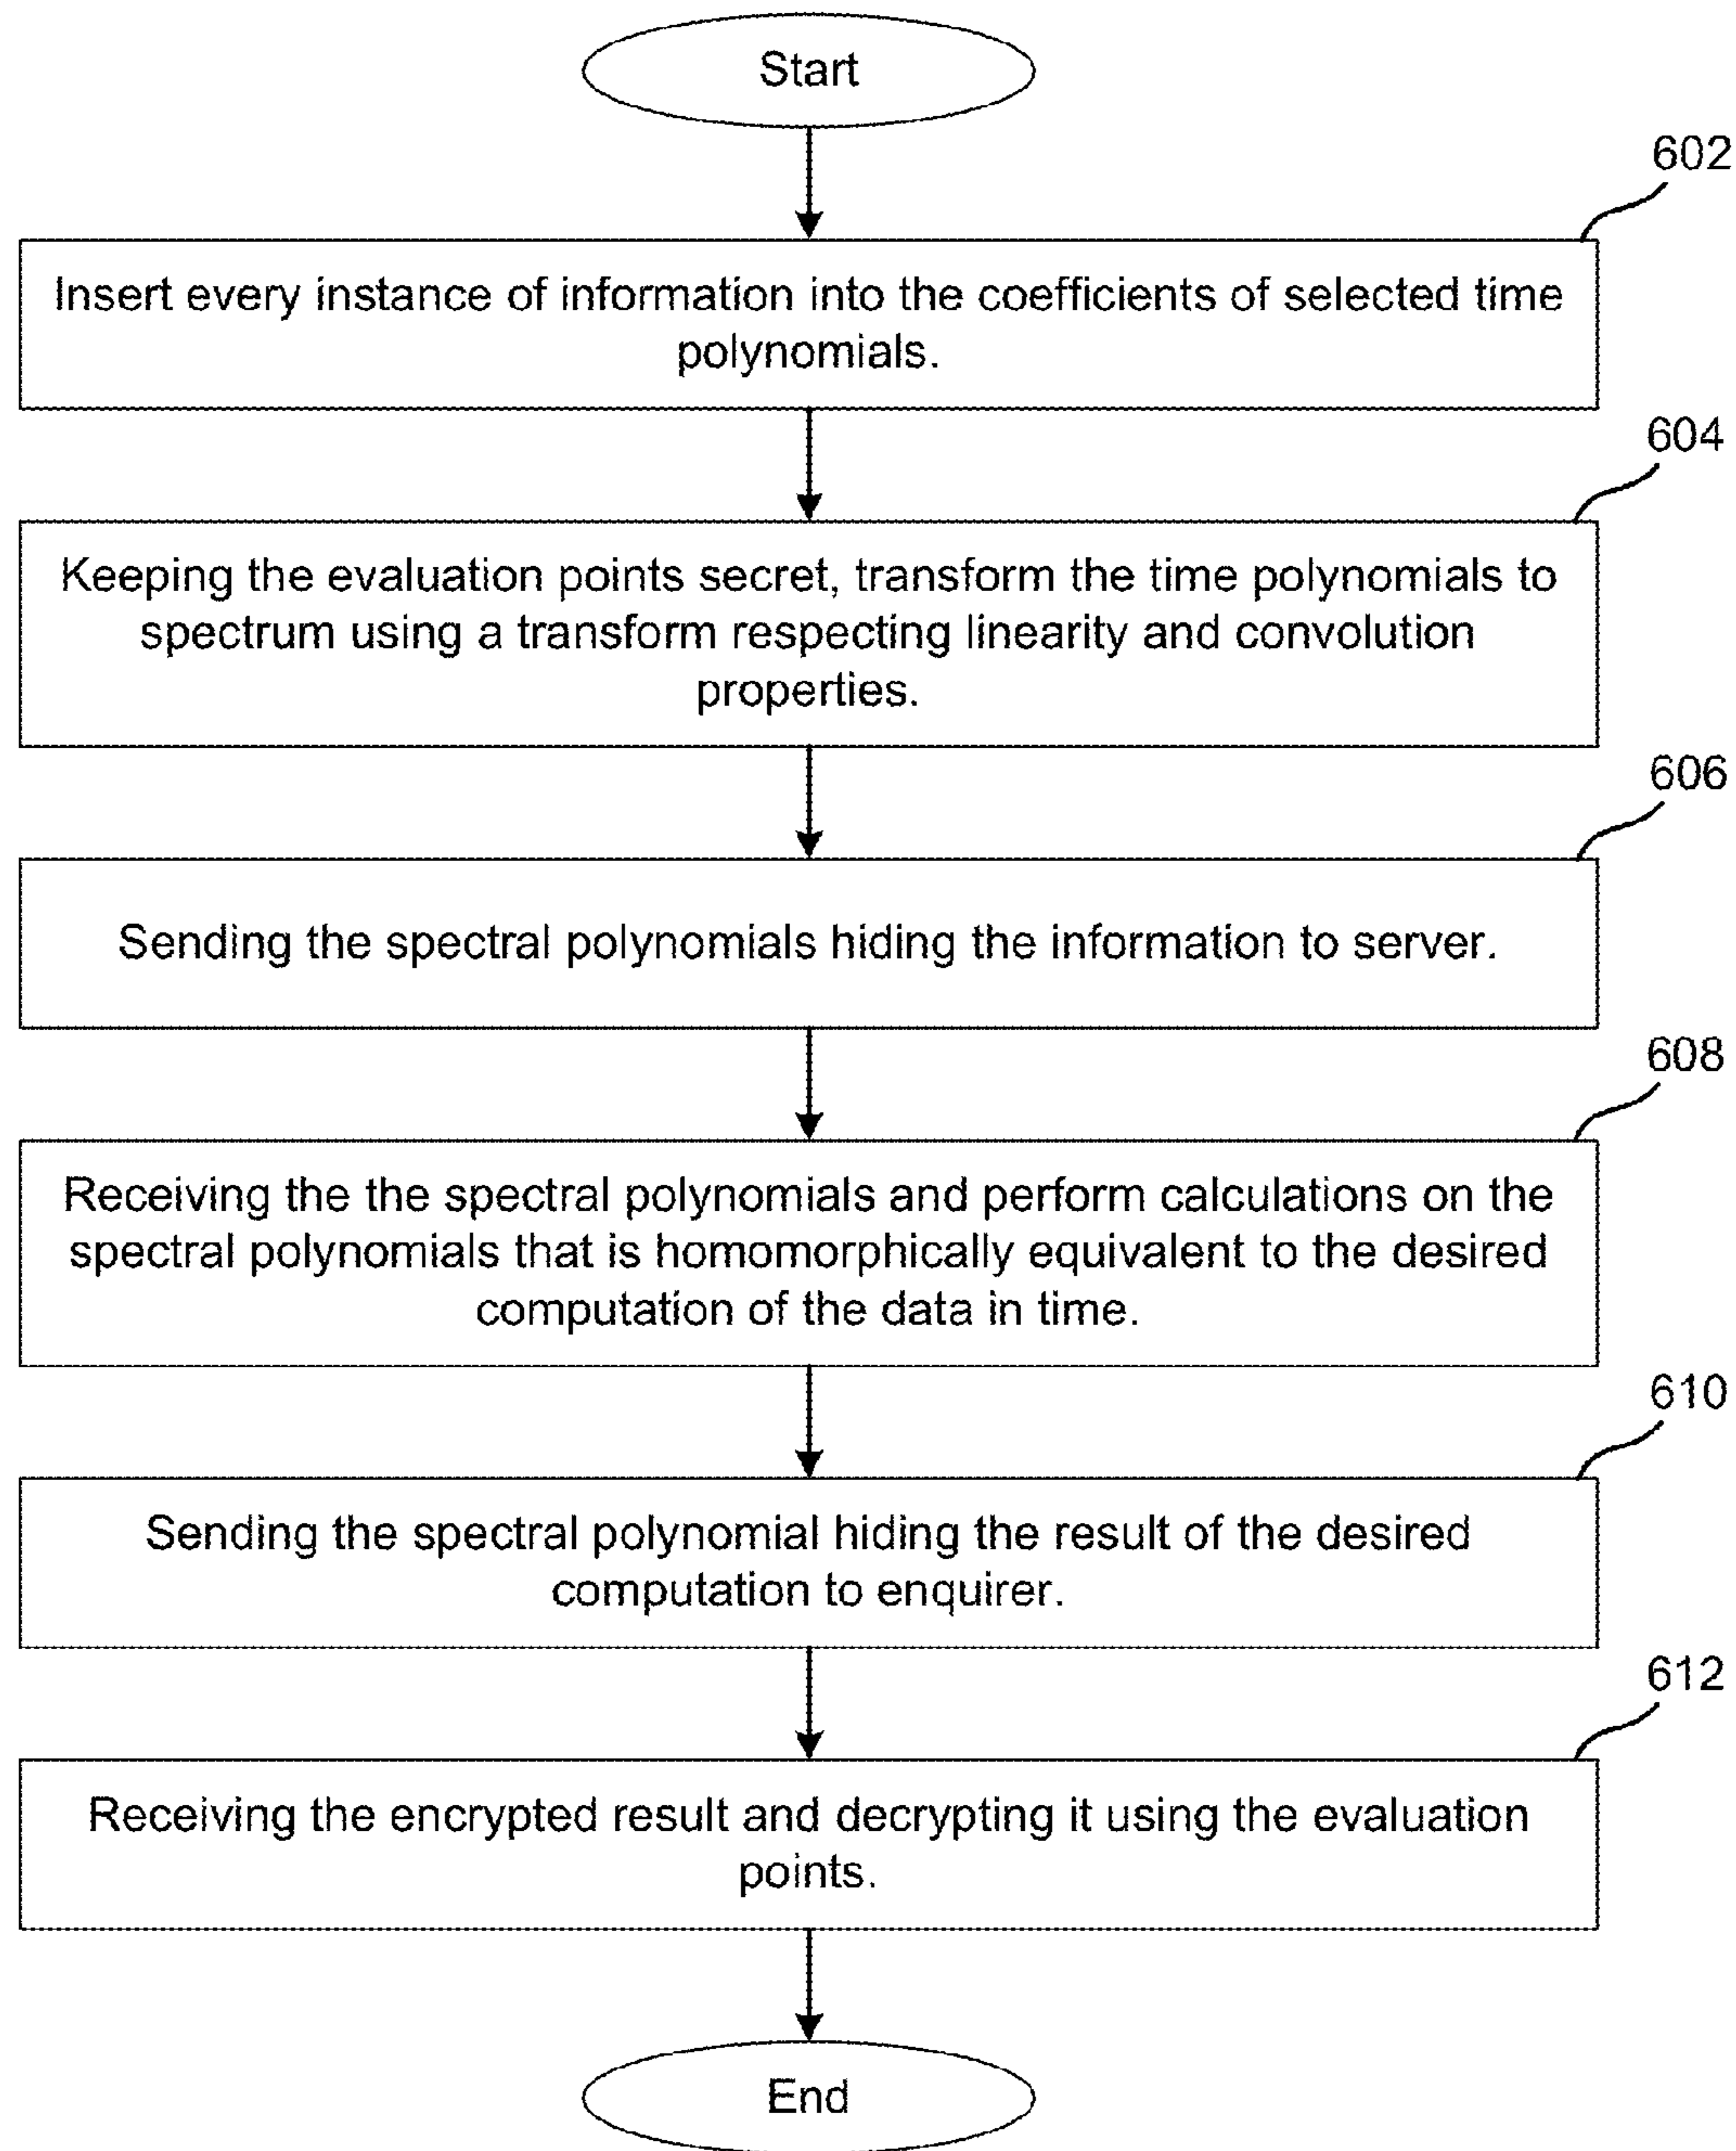 Start
602
Insert every instance of information into the coefficients of selected time
polynomials.
604
Keeping the evaluation points secret, transform the time polynomials to
spectrum using a transform respecting linearity and convolution
properties.
606
Sending the spectral polynomials hiding the information to server.
608
Receiving the the spectral polynomials and perform calculations on the
spectral polynomials that is homomorphically equivalent to the desired
computation of the data in time.
610
Sending the spectral polynomial hiding the result of the desired
computation to enquirer.
612
Receiving the encrypted result and decrypting it using the evaluation
points.
End